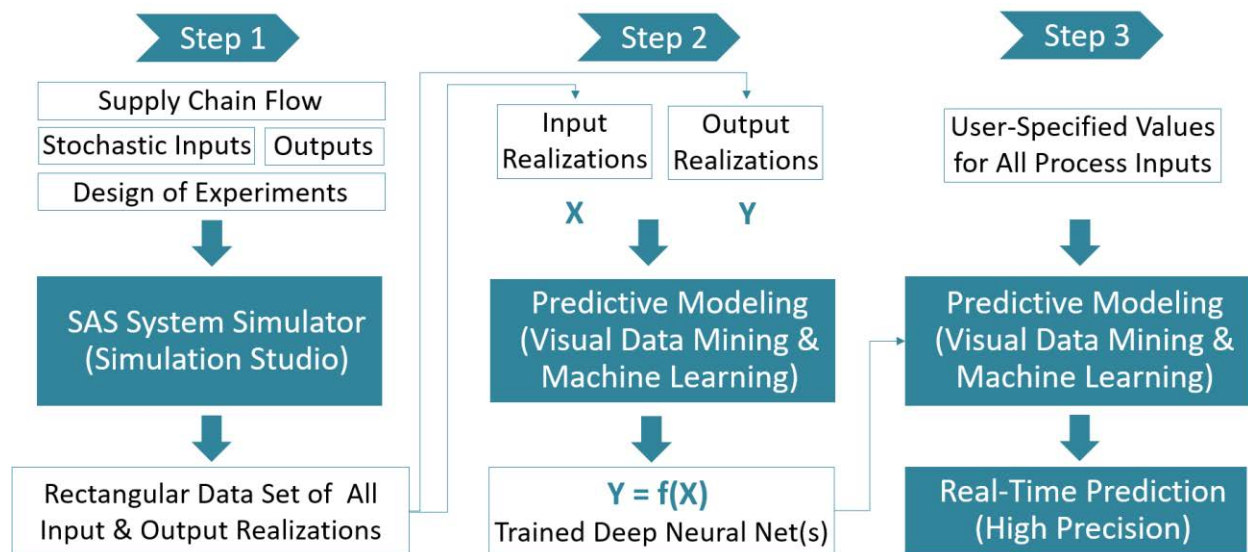 Step 1
Supply Chain Flow
Stochastic Inputs
Outputs
Design of Experiments
SAS System Simulator
(Simulation Studio)
Rectangular Data Set of All
Input & Output Realizations
Step 2
Input
Realizations
Output
Realizations
X
Y
Predictive Modeling
(Visual Data Mining &
Machine Learning)
Y = f(X)
Trained Deep Neural Net(s)
Step 3
User-Specified Values
for All Process Inputs
Predictive Modeling
(Visual Data Mining &
Machine Learning)
Real-Time Prediction
(High Precision)